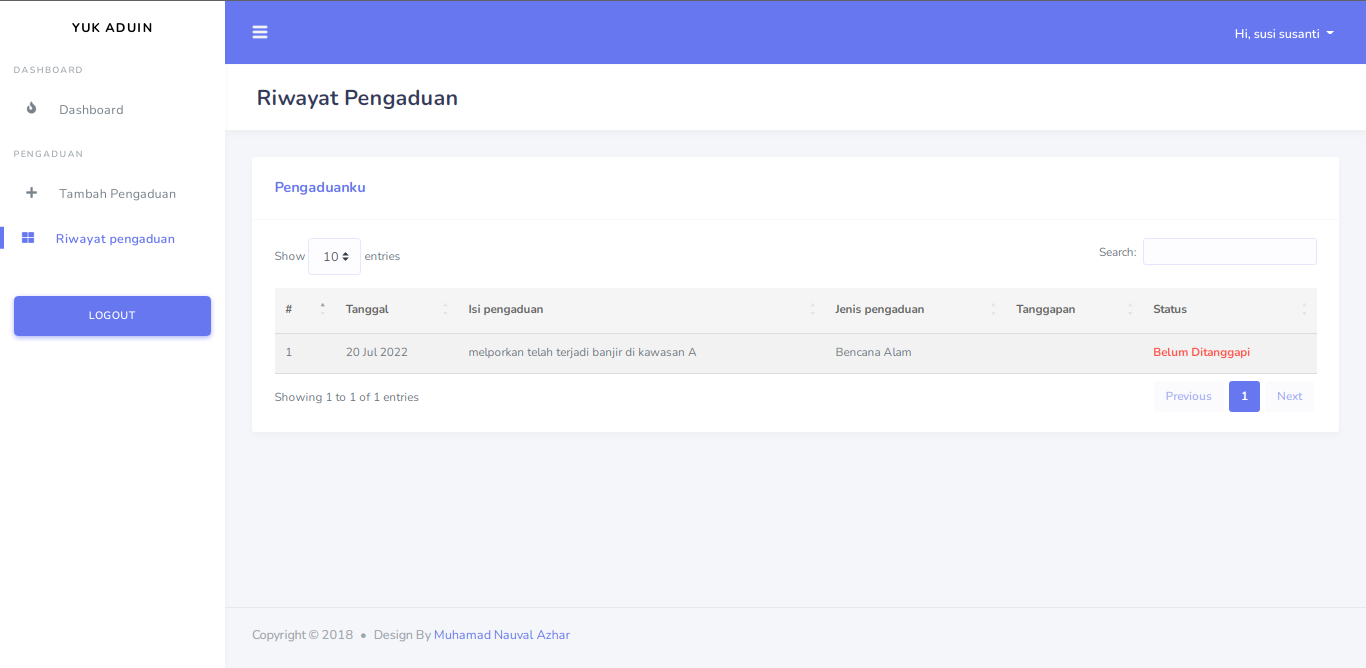 YUK ADUIN
Hi, susi susanti
DASHBOARD
Dashboard
PENGADUAN
Tambah Pengaduan
Riwayat pengaduan
LOGOUT
Riwayat Pengaduan
Pengaduanku
Show 10 entries
Search:
# Tanggal Isi pengaduan Jenis pengaduan Tanggapan Status
1 20 Jul 2022 melporkan telah terjadi banjir di kawasan A Bencana Alam Belum Ditanggapi
Showing 1 to 1 of 1 entries
Previous 1 Next
Copyright © 2018 • Design By Muhamad Nauval Azhar